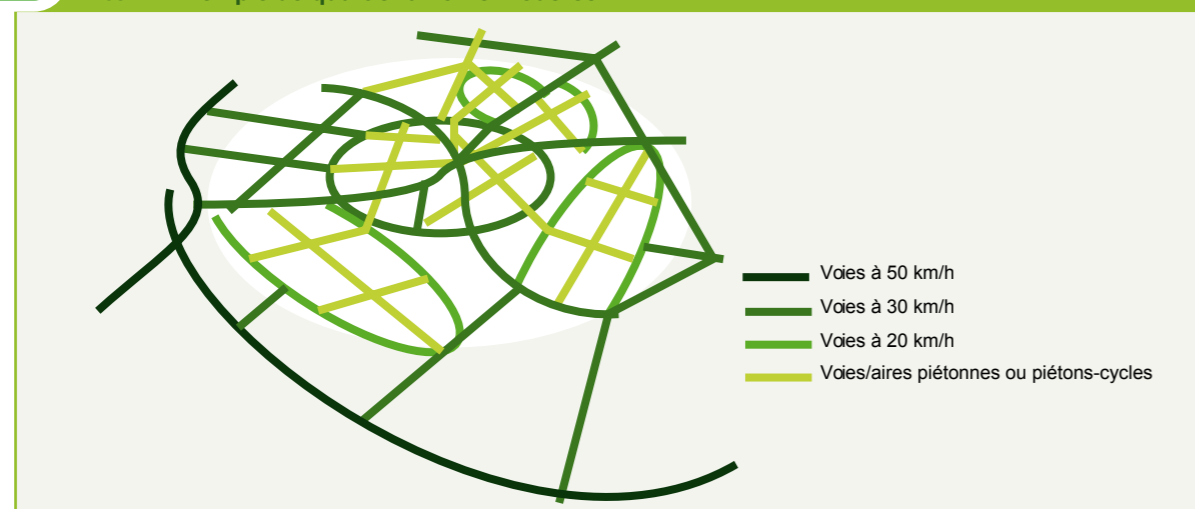 Voies à 50 km/h
Voies à 30 km/h
Voies à 20 km/h
Voies/aires piétonnes ou piétons-cycles